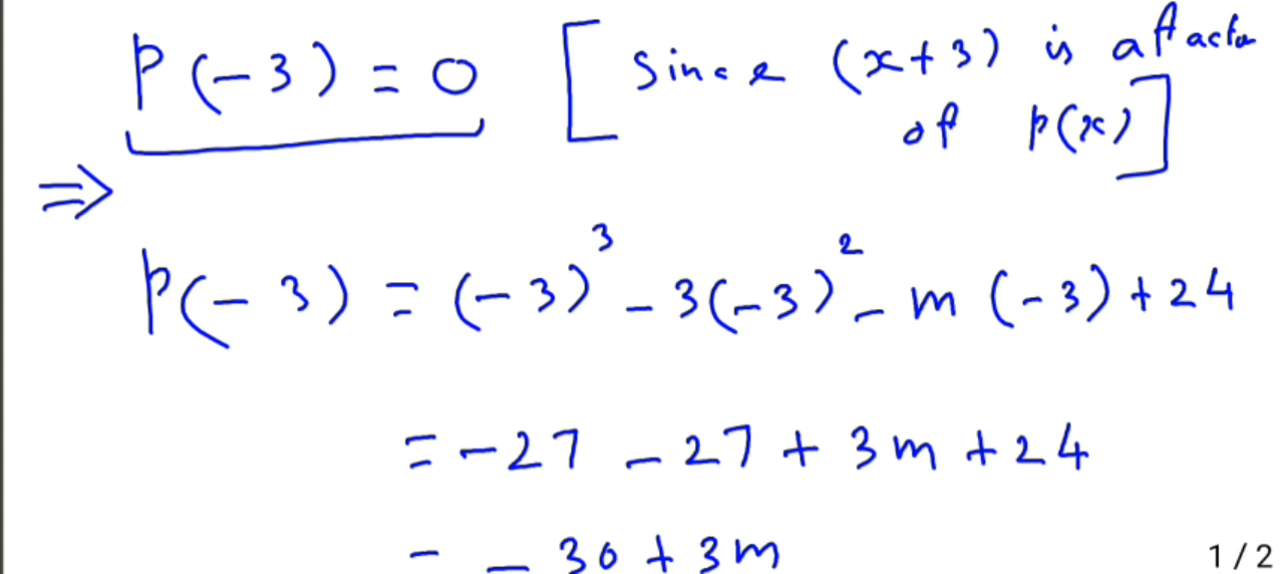 P(-3) = 0 [Since (x+3) is a factor
of p(x)]
⇒
P(-3) = (-3)³ - 3(-3)² - m(-3) + 24
= -27 - 27 + 3m + 24
= - 30 + 3m
1/2